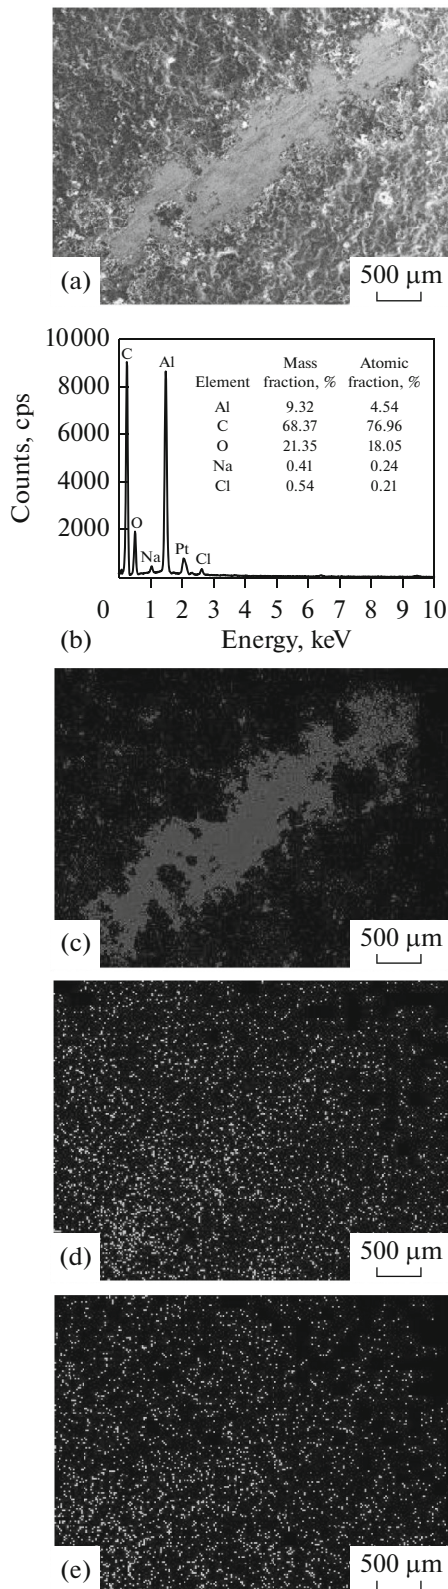 (a)
500 μm
10000
8000
6000
4000
2000
Counts, cps
C
Al
O
Na
Pt
Cl
Mass Atomic
Element fraction, % fraction, %
Al 9.32 4.54
C 68.37 76.96
O 21.35 18.05
Na 0.41 0.24
Cl 0.54 0.21
0 1 2 3 4 5 6 7 8 9 10
(b)
Energy, keV
(c)
500 μm
(d)
500 μm
(e)
500 μm